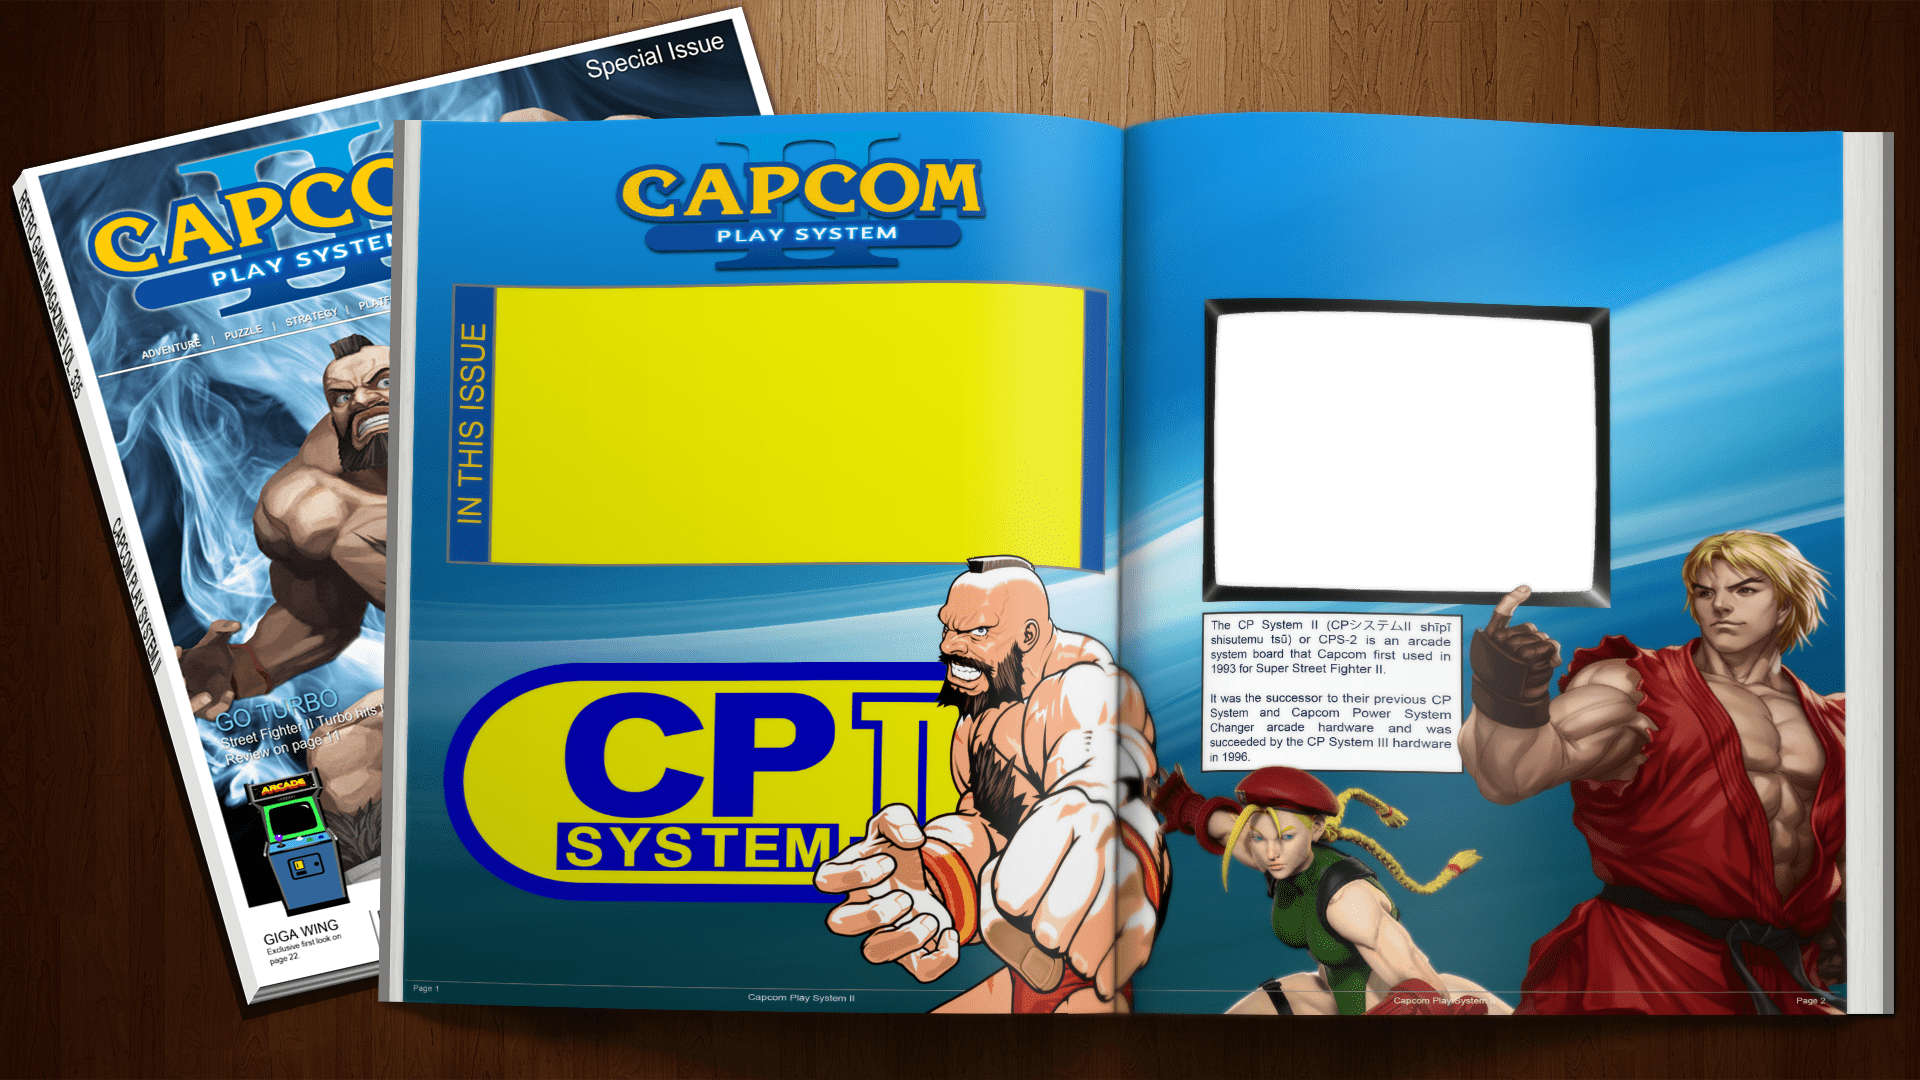 Special Issue
II
CAPCO
PLAY SYSTEM
ADVENTURE | PUZZLE | STRATEGY |
RETRO GAME MAGAZINE VOL. 335
CAPCOM PLAY SYSTEM II
GO TURBO
Street Fighter II Turbo hits
Review on page 11
ARCADE
GIGA WING
Exclusive first look on
page 22.
II
CAPCOM
PLAY SYSTEM
IN THIS ISSUE
CP II
SYSTEM
Page 1
Capcom Play System II
The CP System II (CPシステムII shīpī
shisutemu tsū) or CPS-2 is an arcade
system board that Capcom first used in
1993 for Super Street Fighter II.
It was the successor to their previous CP
System and Capcom Power System
Changer arcade hardware and was
succeeded by the CP System III hardware
in 1996.
Capcom Play System II
Page 2